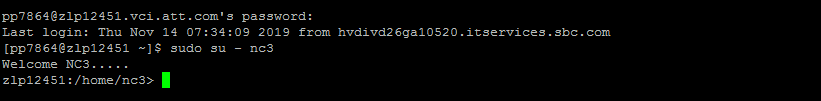 pp7864@zlp12451.vci.att.com's password:
Last login: Thu Nov 14 07:34:09 2019 from hvdivd26ga10520.itservices.sbc.com
[pp7864@zlp12451 ~]$ sudo su - nc3
Welcome NC3.....
zlp12451:/home/nc3>